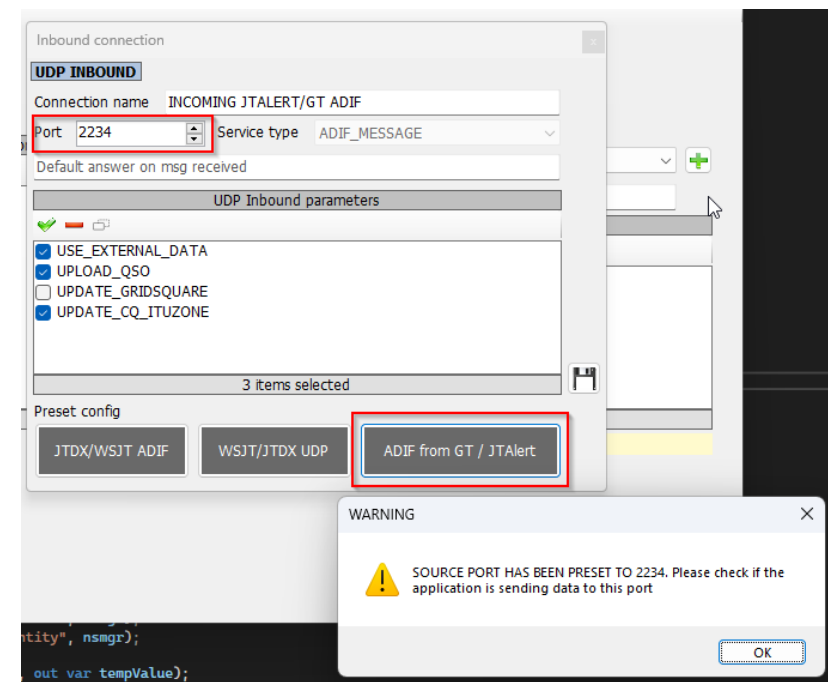 Inbound connection
x
UDP INBOUND
Connection name INCOMING JTALERT/GT ADIF
Port 2234 Service type ADIF_MESSAGE
Default answer on msg received
UDP Inbound parameters
USE_EXTERNAL_DATA
UPLOAD_QSO
UPDATE_GRIDSQUARE
UPDATE_CQ_ITUZONE
3 items selected
Preset config
JTDX/WSJT ADIF WSJT/JTDX UDP ADIF from GT / JTAlert
WARNING
SOURCE PORT HAS BEEN PRESET TO 2234. Please check if the
application is sending data to this port
OK
ntity", nsmgr);
, out var tempValue);